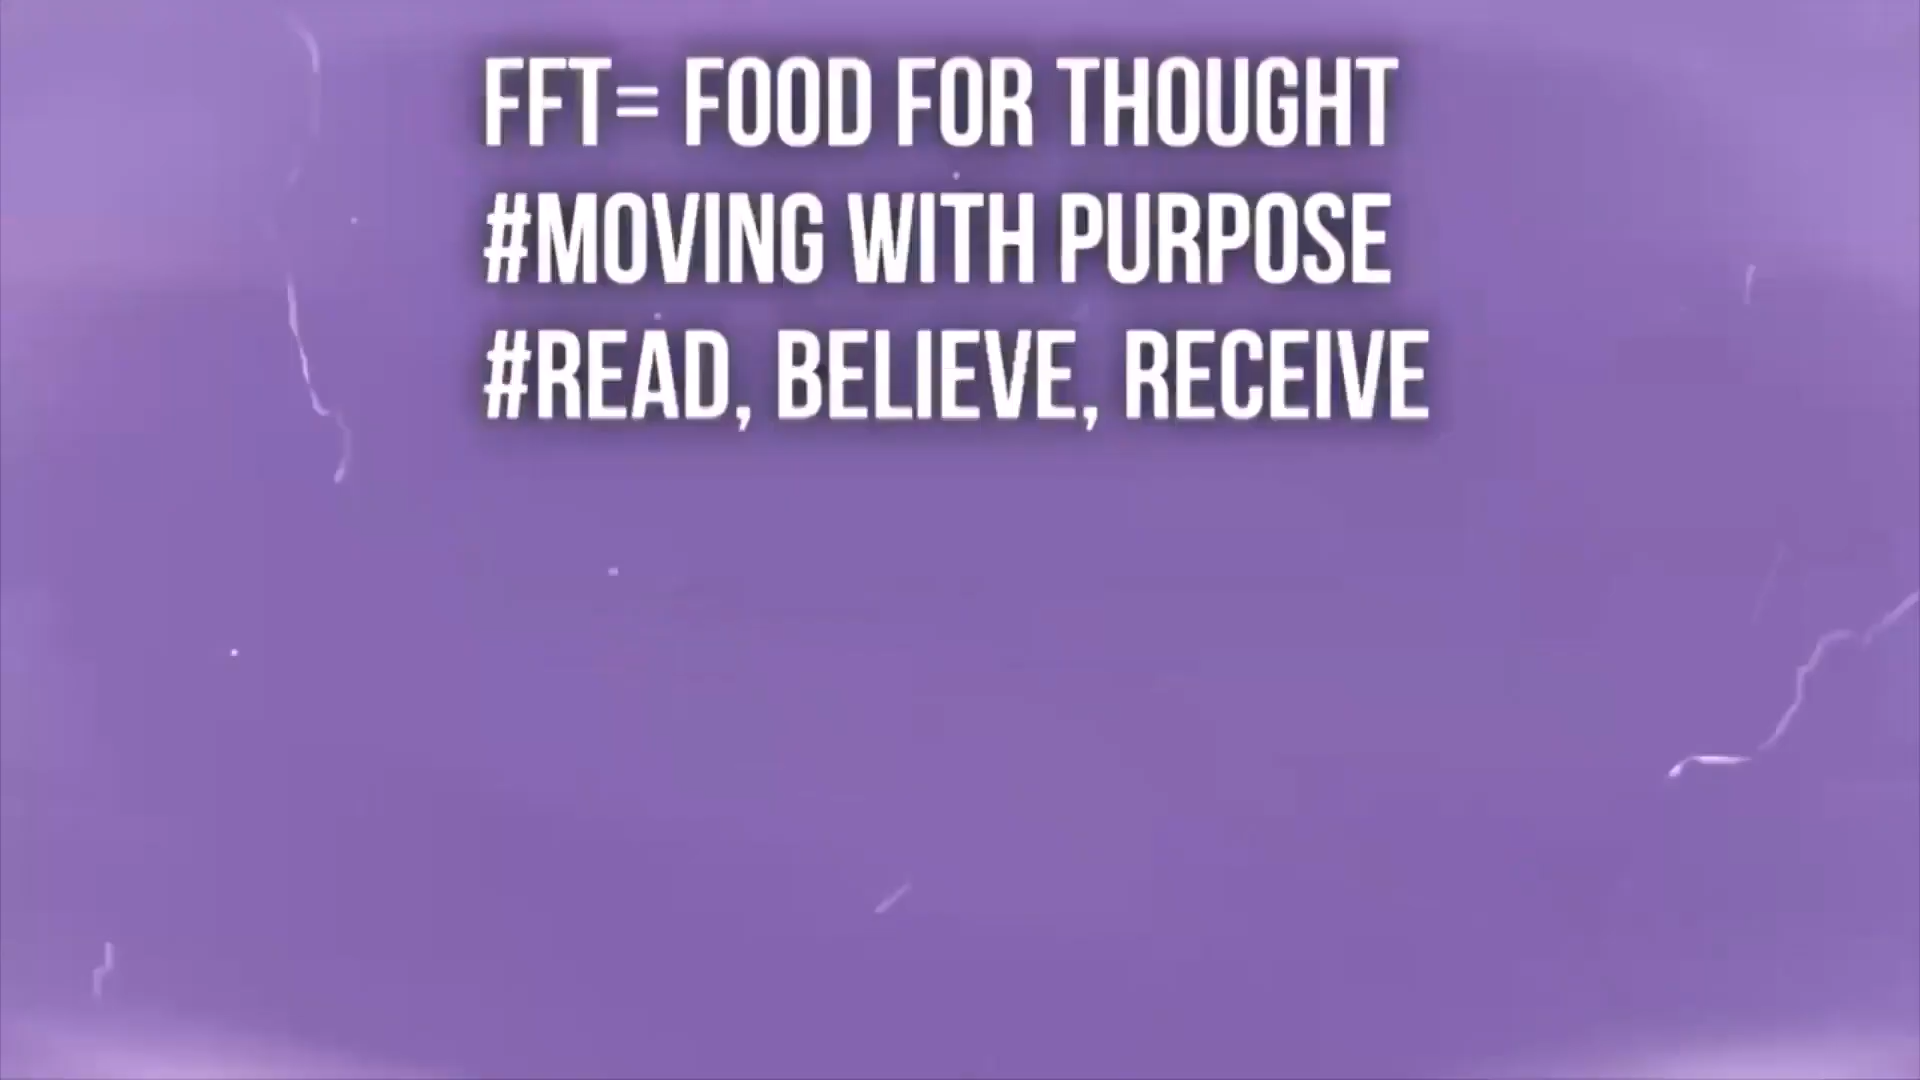 FFT= FOOD FOR THOUGHT
#MOVING WITH PURPOSE
#READ, BELIEVE, RECEIVE